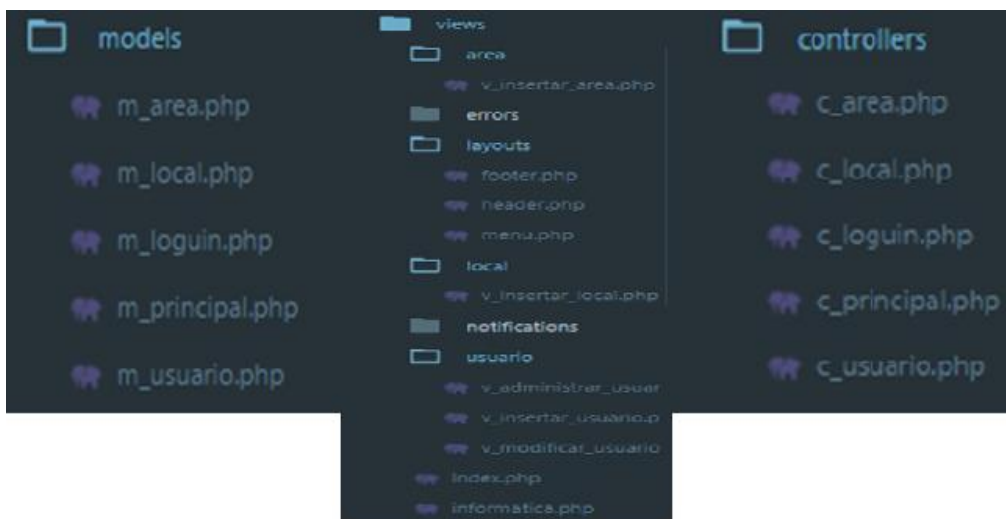 models
m_area.php
m_local.php
m_loguin.php
m_principal.php
m_usuario.php
views
area
v_insertar_area.php
errors
layouts
footer.php
header.php
menu.php
local
v_insertar_local.php
notifications
usuario
v_administrar_usuar
v_insertar_usuario.p
v_modificar_usuario
index.php
informatica.php
controllers
c_area.php
c_local.php
c_loguin.php
c_principal.php
c_usuario.php